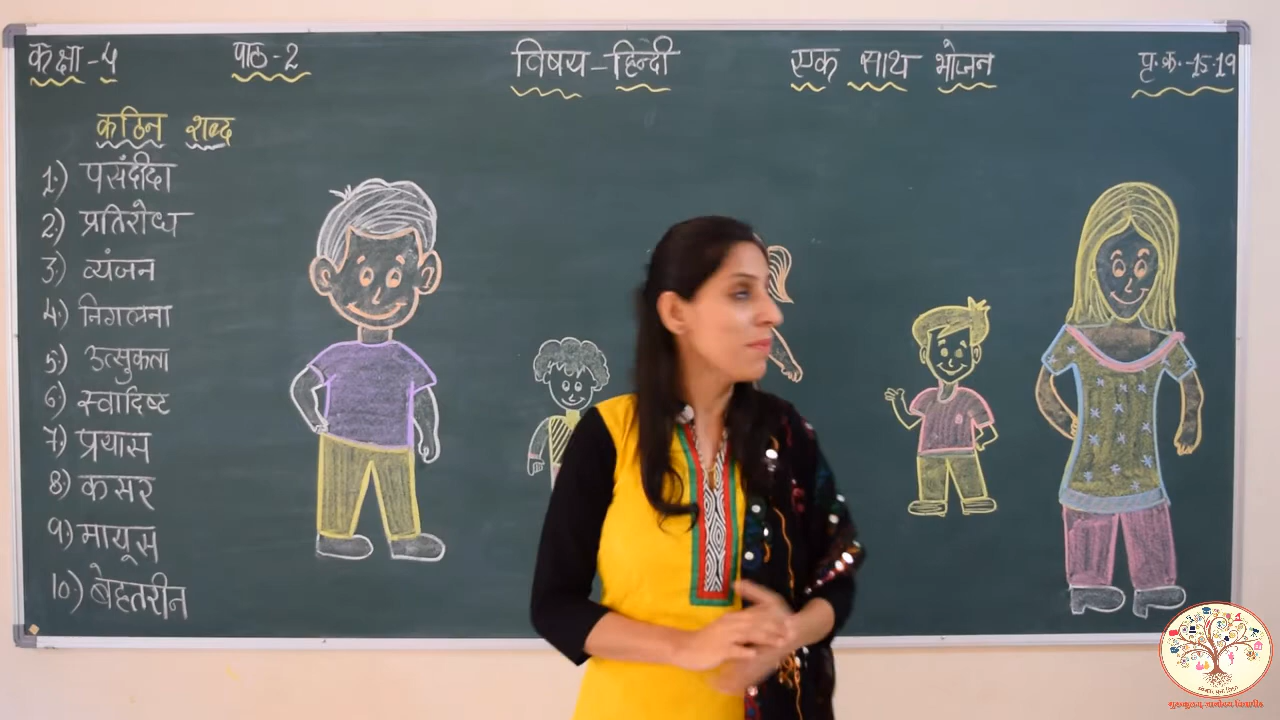 कक्षा-4 पाठ-2 विषय-हिन्दी एक साथ भोजन पृ.क्र.-15-19
कठिन शब्द
1.) पसंदीदा
2.) प्रतिरोध
3.) व्यंजन
4.) निगलना
5.) उत्सुकता
6.) स्वादिष्ट
7.) प्रयास
8.) कसर
9.) मायूस
10.) बेहतरीन